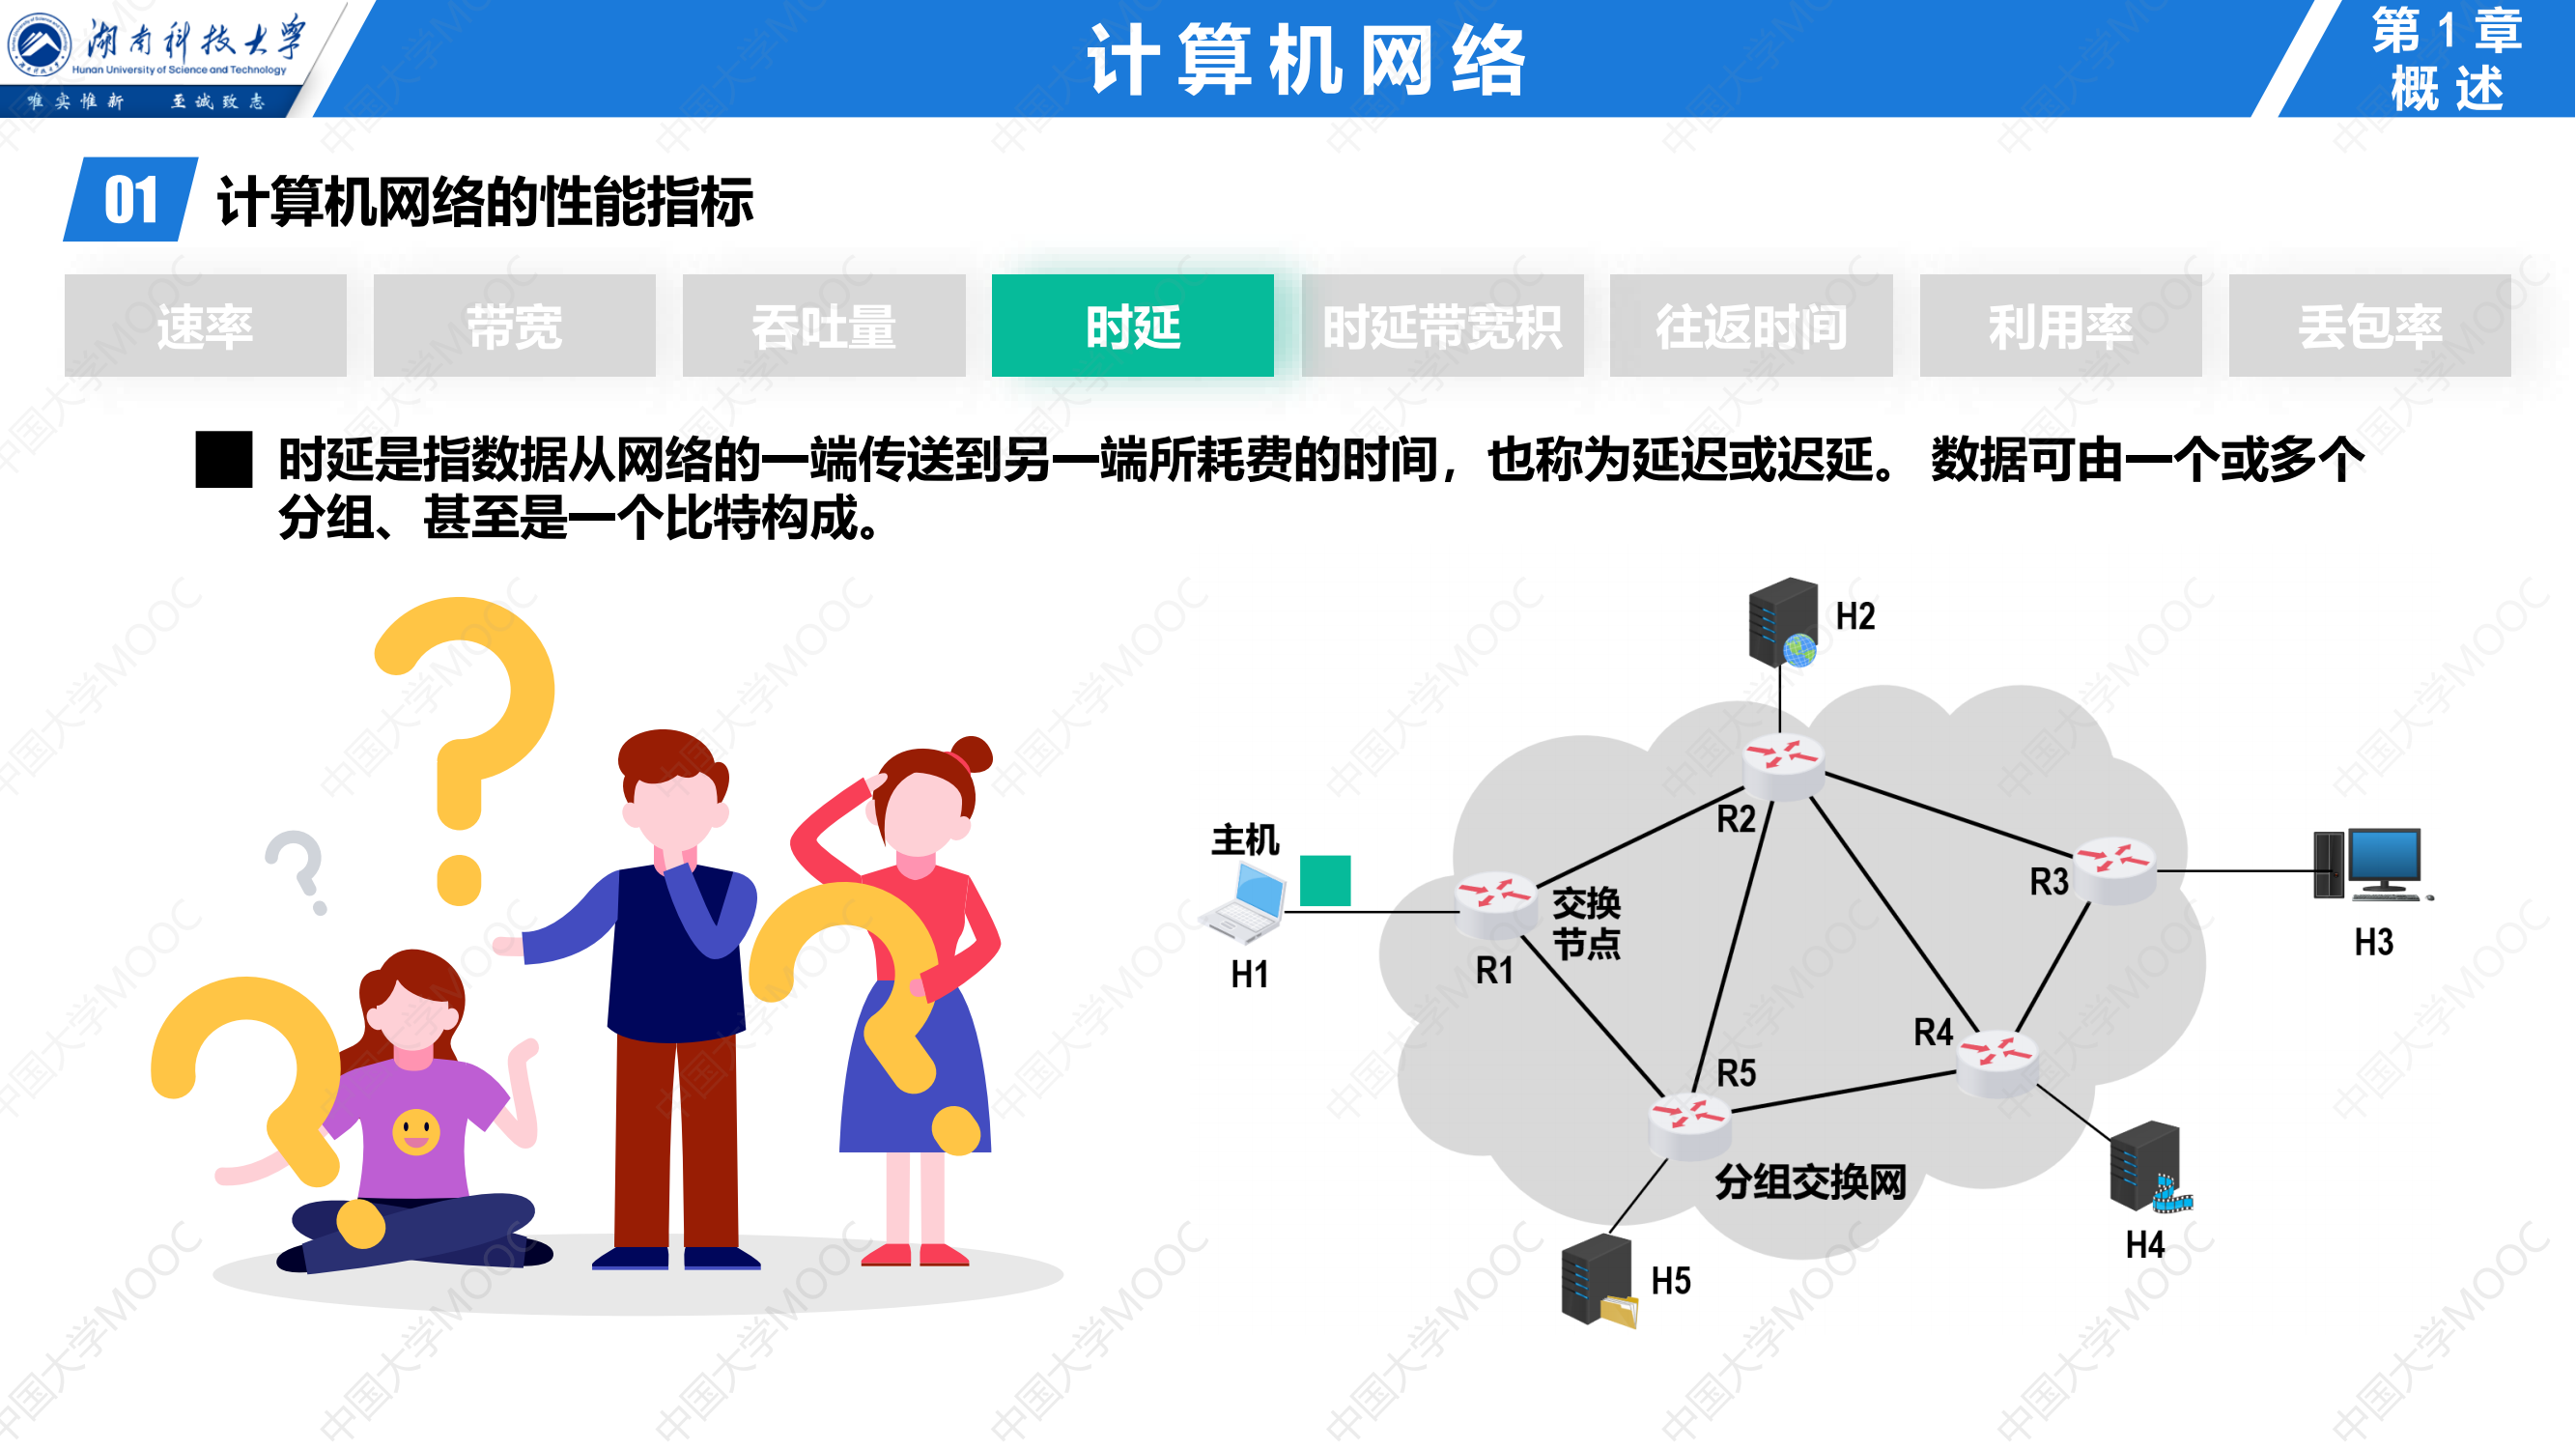 湖南科技大学
Hunan University of Science and Technology
唯实惟新 至诚致志
计算机网络
第1章
概述
01 计算机网络的性能指标
速率 带宽 吞吐量 时延 时延带宽积 往返时间 利用率 丢包率
时延是指数据从网络的一端传送到另一端所耗费的时间，也称为延迟或迟延。 数据可由一个或多个
分组、甚至是一个比特构成。
H2
R2
主机
R3
交换
节点
H3
R1
H1
R4
R5
分组交换网
H4
H5
中国大学MOOC